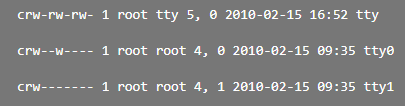 crw-rw-rw- 1 root tty 5, 0 2010-02-15 16:52 tty
crw--w---- 1 root root 4, 0 2010-02-15 09:35 tty0
crw------- 1 root root 4, 1 2010-02-15 09:35 tty1